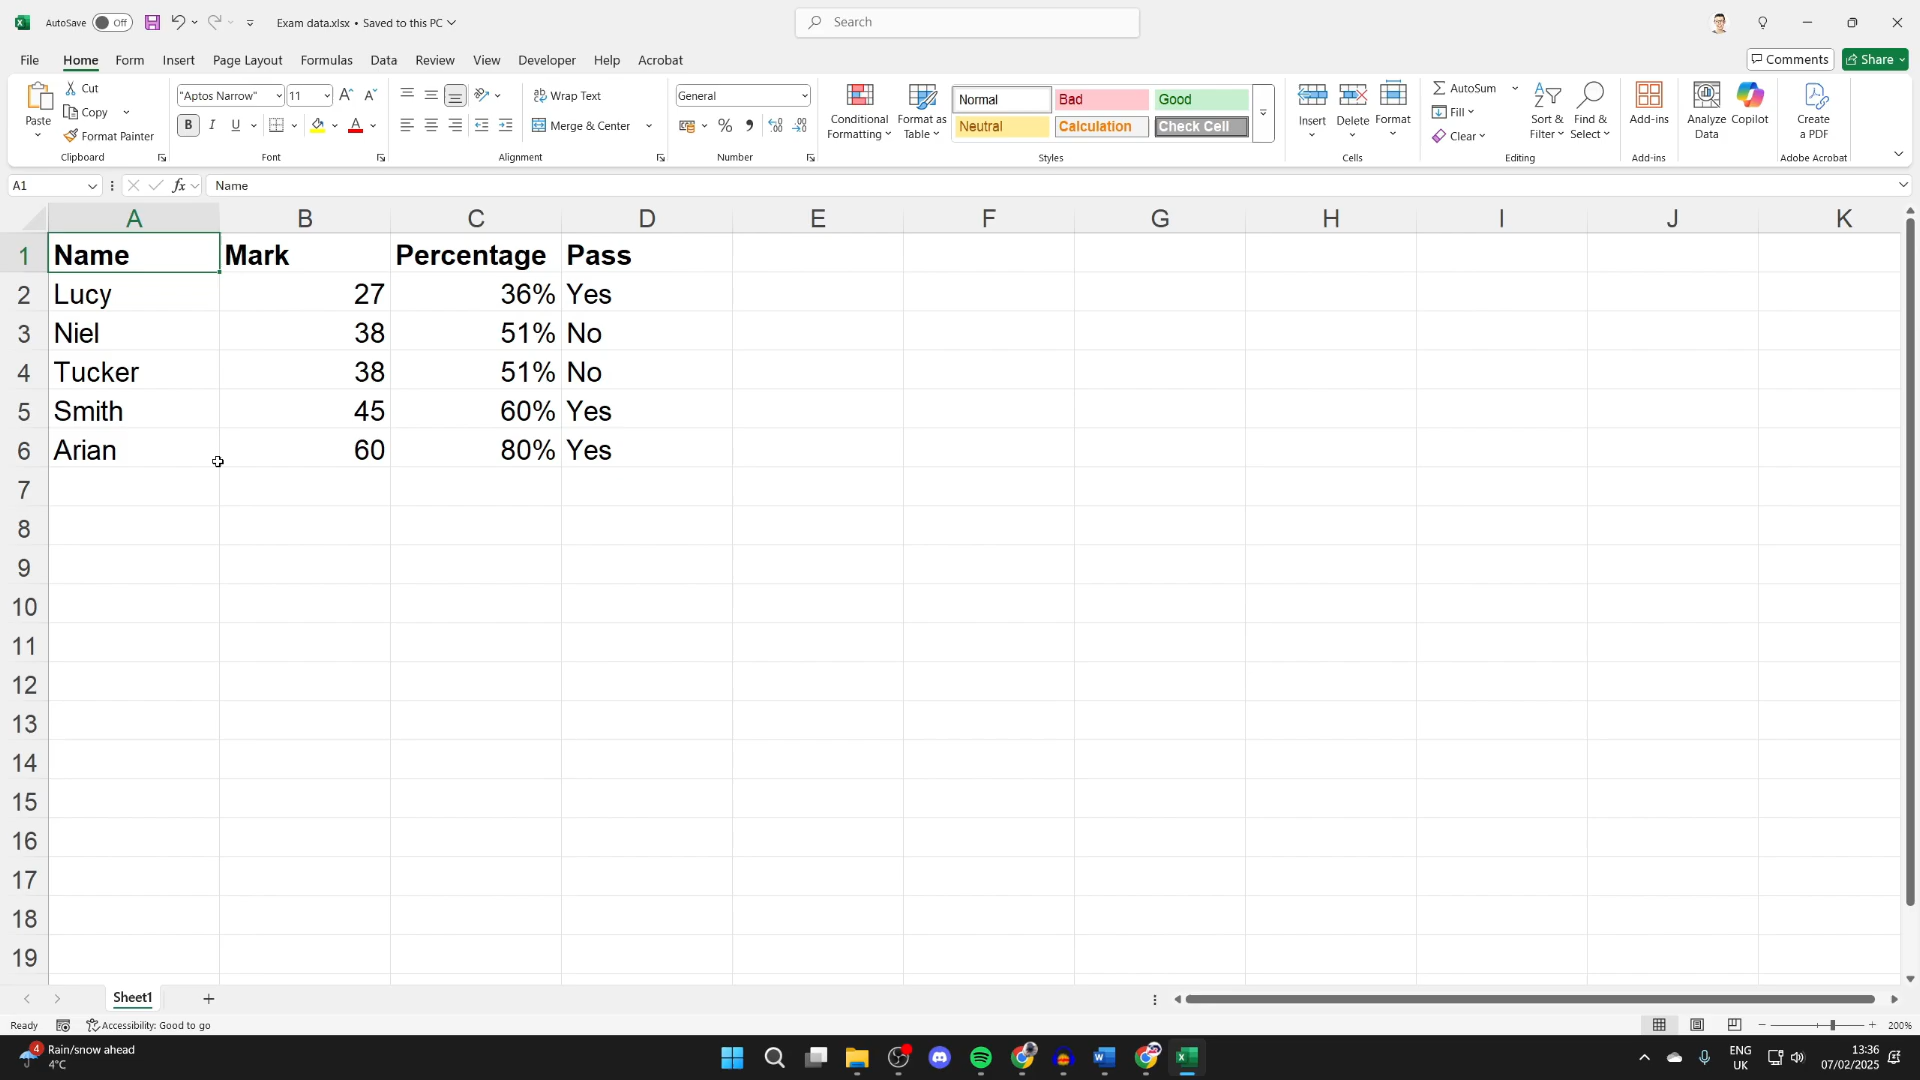 AutoSave Off Exam data.xlsx • Saved to this PC Search
File Home Form Insert Page Layout Formulas Data Review View Developer Help Acrobat Comments Share
Paste Cut Copy Format Painter Clipboard
"Aptos Narrow" 11 B I U Font
Wrap Text Merge & Center Alignment
General % Number
Conditional Formatting Format as Table
Normal Bad Good
Neutral Calculation Check Cell
Styles
Insert Delete Format Cells
AutoSum Fill Clear Sort & Filter Find & Select Editing
Add-ins Add-ins
Analyze Data Copilot
Create a PDF Adobe Acrobat
A1 fx Name
A B C D E F G H I J K
1 Name Mark Percentage Pass
2 Lucy 27 36% Yes
3 Niel 38 51% No
4 Tucker 38 51% No
5 Smith 45 60% Yes
6 Arian 60 80% Yes
7
8
9
10
11
12
13
14
15
16
17
18
19
Sheet1
Ready Accessibility: Good to go 200%
4 Rain/snow ahead
4°C
ENG
UK
13:36
07/02/2025